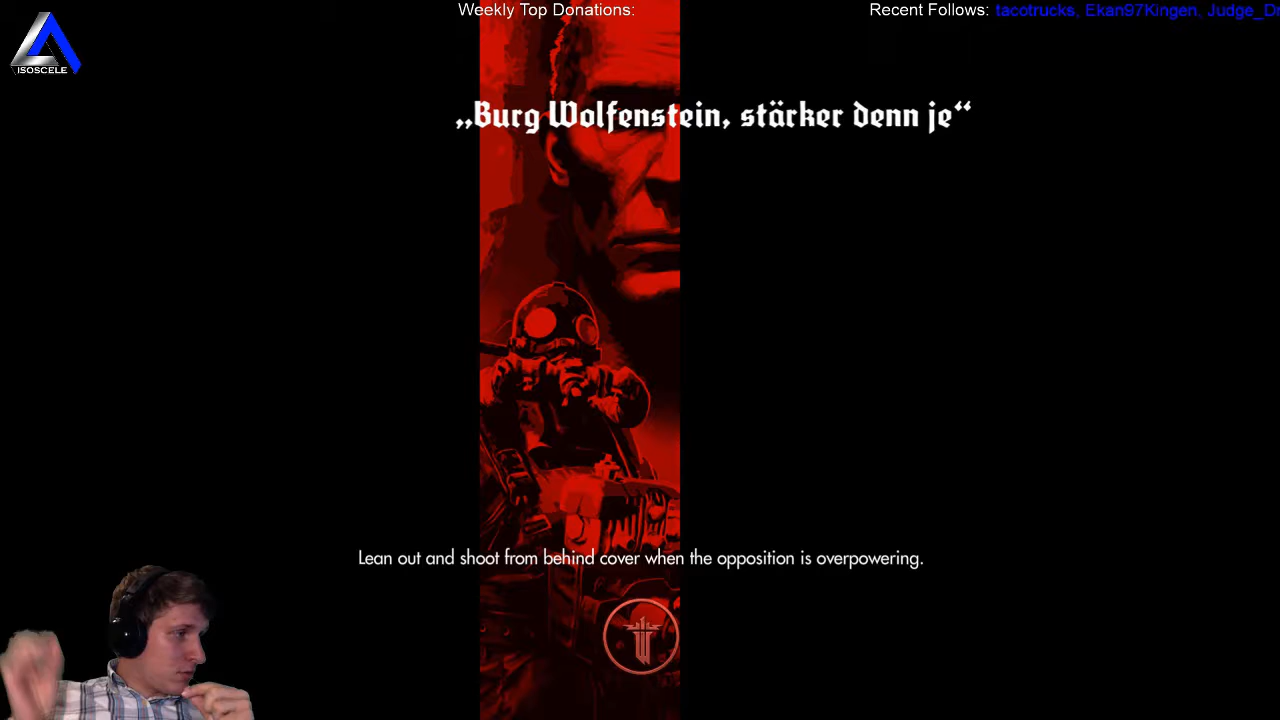 Weekly Top Donations:
Recent Follows: tacotrucks, Ekan97Kingen, Judge_Dr
ISOSCELE
„Burg Wolfenstein, stärker denn je“
Lean out and shoot from behind cover when the opposition is overpowering.